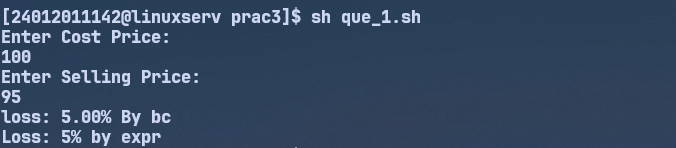 [24012011142@linuxserv prac3]$ sh que_1.sh
Enter Cost Price:
100
Enter Selling Price:
95
loss: 5.00% By bc
Loss: 5% by expr